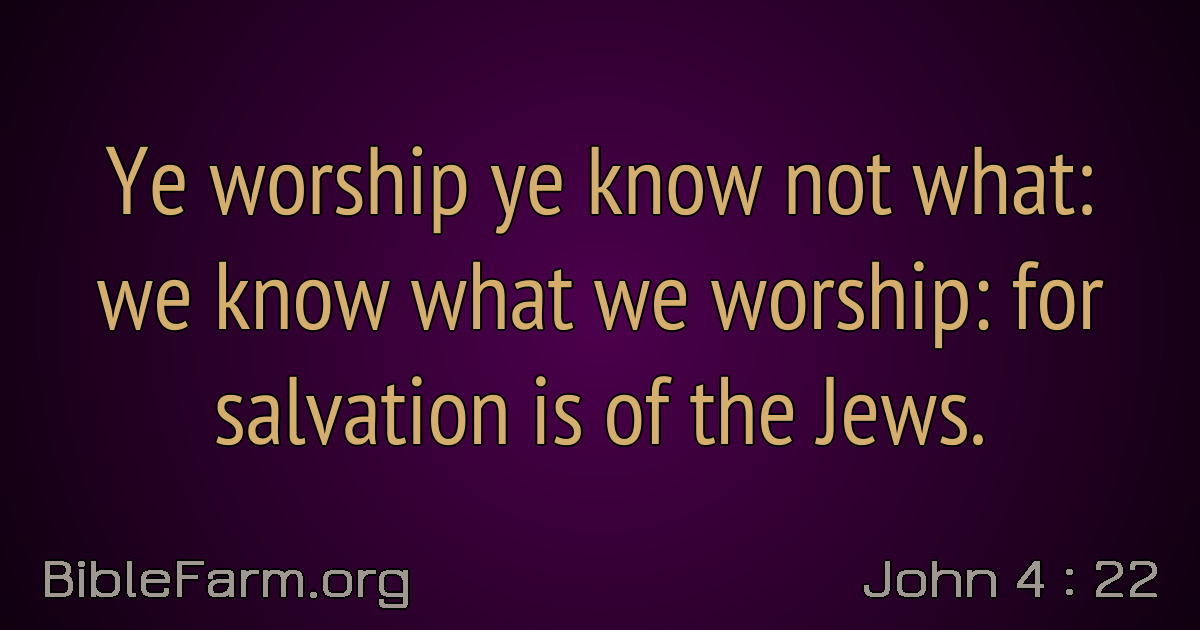 Ye worship ye know not what:
we know what we worship: for
salvation is of the Jews.
BibleFarm.org
John 4 : 22